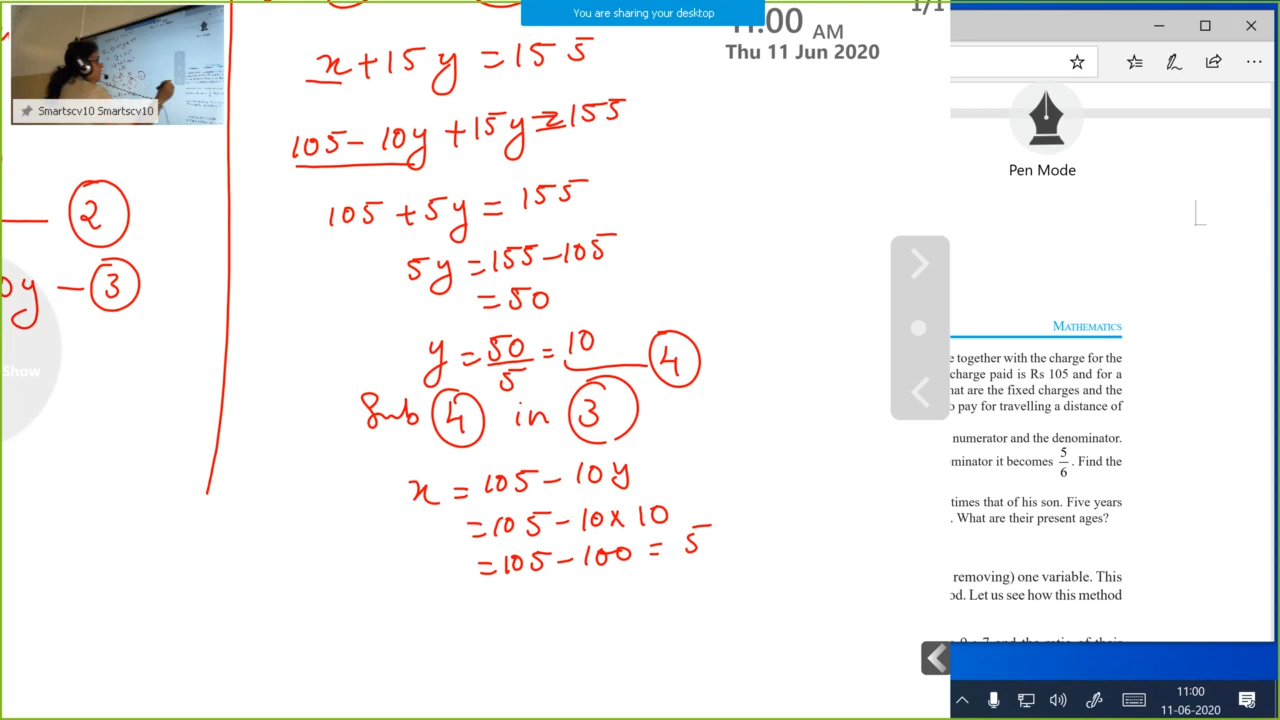 You are sharing your desktop
11:00 AM
Thu 11 Jun 2020
1/1
Smartscv10 Smartscv10
x + 15y = 155
105 - 10y + 15y = 155
105 + 5y = 155
5y = 155 - 105
= 50
y = 50/5 = 10 — 4
Sub 4 in 3
x = 105 - 10y
= 105 - 10 × 10
= 105 - 100 = 5
— 2
0y — 3
Show
Pen Mode
MATHEMATICS
e together with the charge for the
charge paid is Rs 105 and for a
hat are the fixed charges and the
o pay for travelling a distance of
numerator and the denominator.
minator it becomes 5/6. Find the
times that of his son. Five years
. What are their present ages?
removing) one variable. This
od. Let us see how this method
11:00
11-06-2020